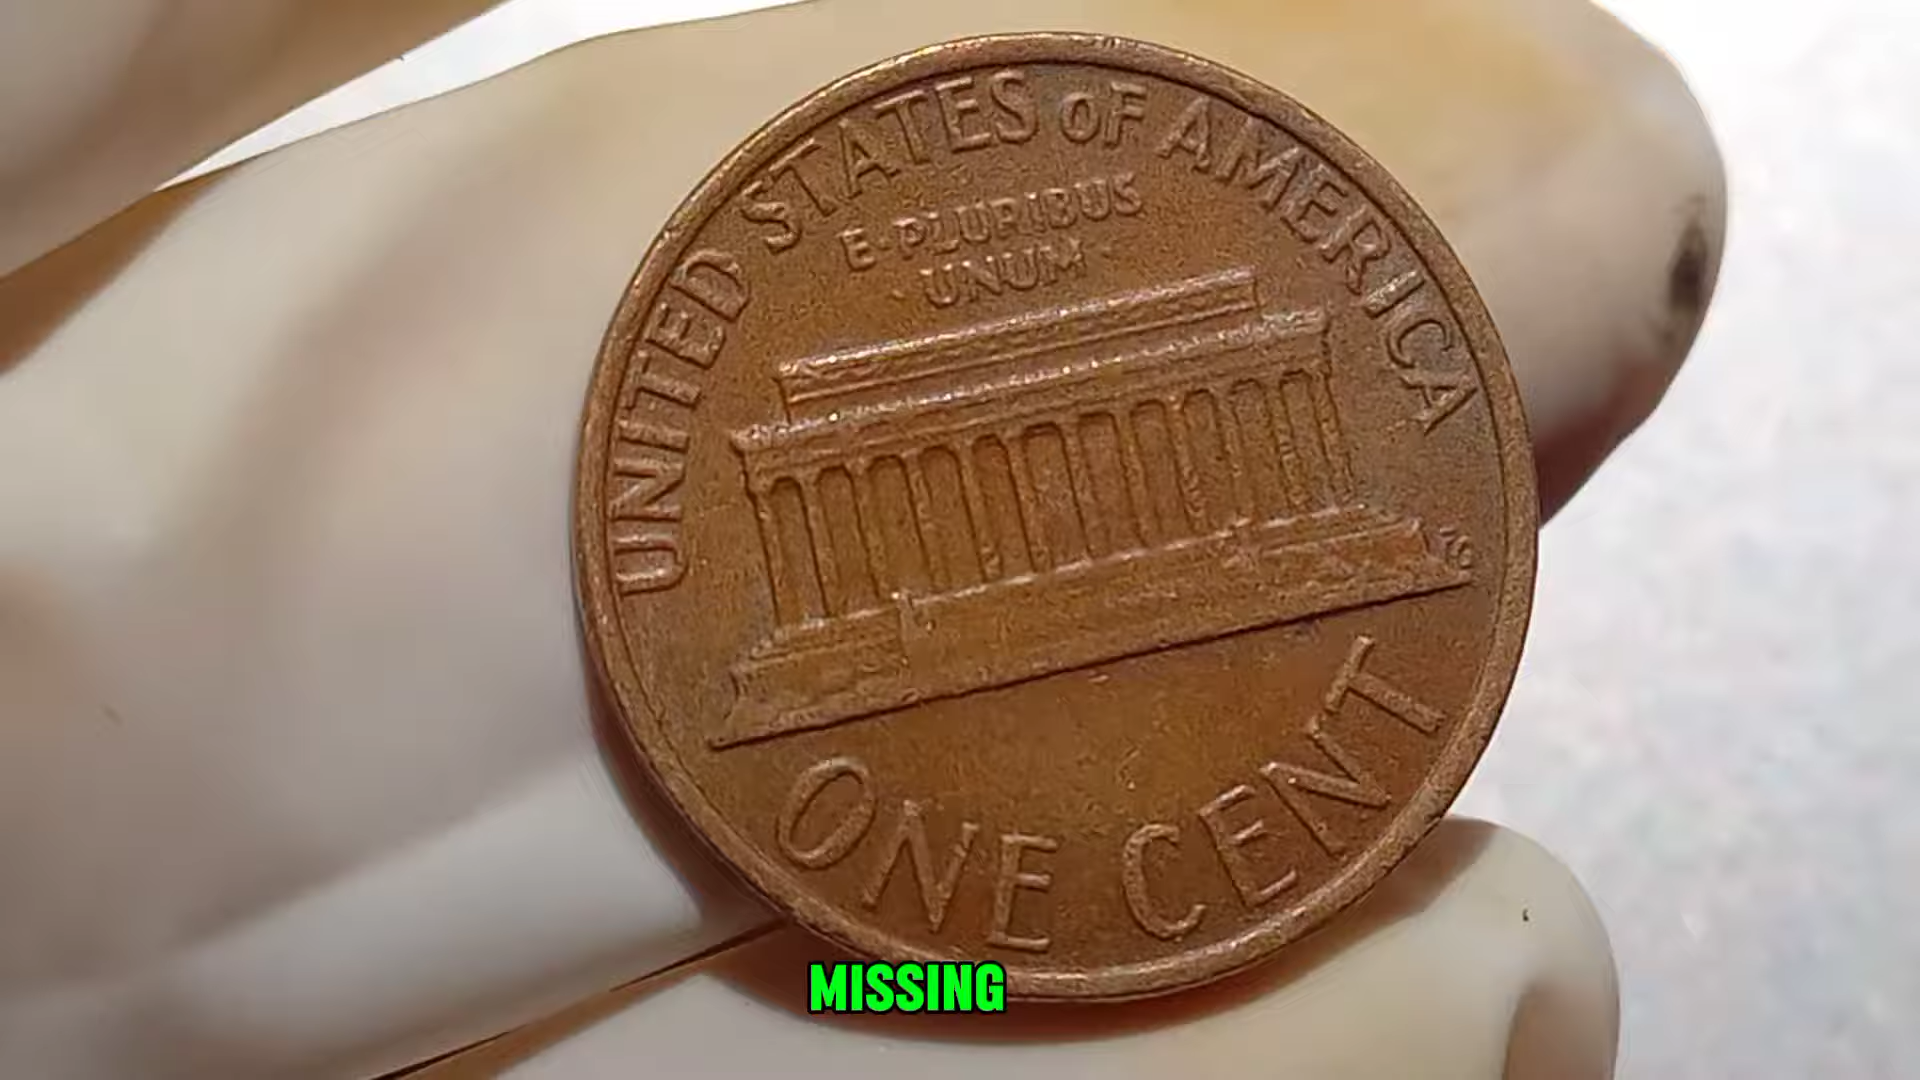 UNITED STATES OF AMERICA
E·PLURIBUS
UNUM
ONE CENT
MISSING